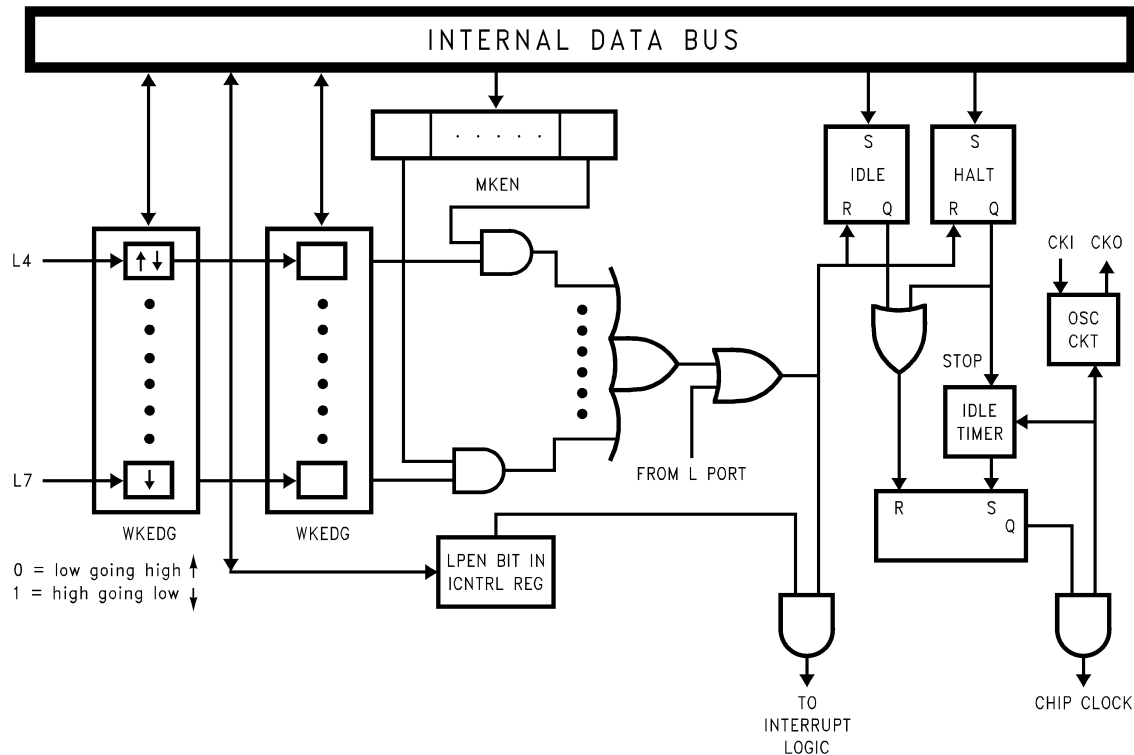 INTERNAL DATA BUS
MKEN
S
IDLE
R Q
S
HALT
R Q
L4
CKI CKO
OSC
CKT
STOP
IDLE
TIMER
FROM L PORT
L7
R S
Q
WKEDG
WKEDG
LPEN BIT IN
ICNTRL REG
0 = low going high
1 = high going low
TO
INTERRUPT
LOGIC
CHIP CLOCK